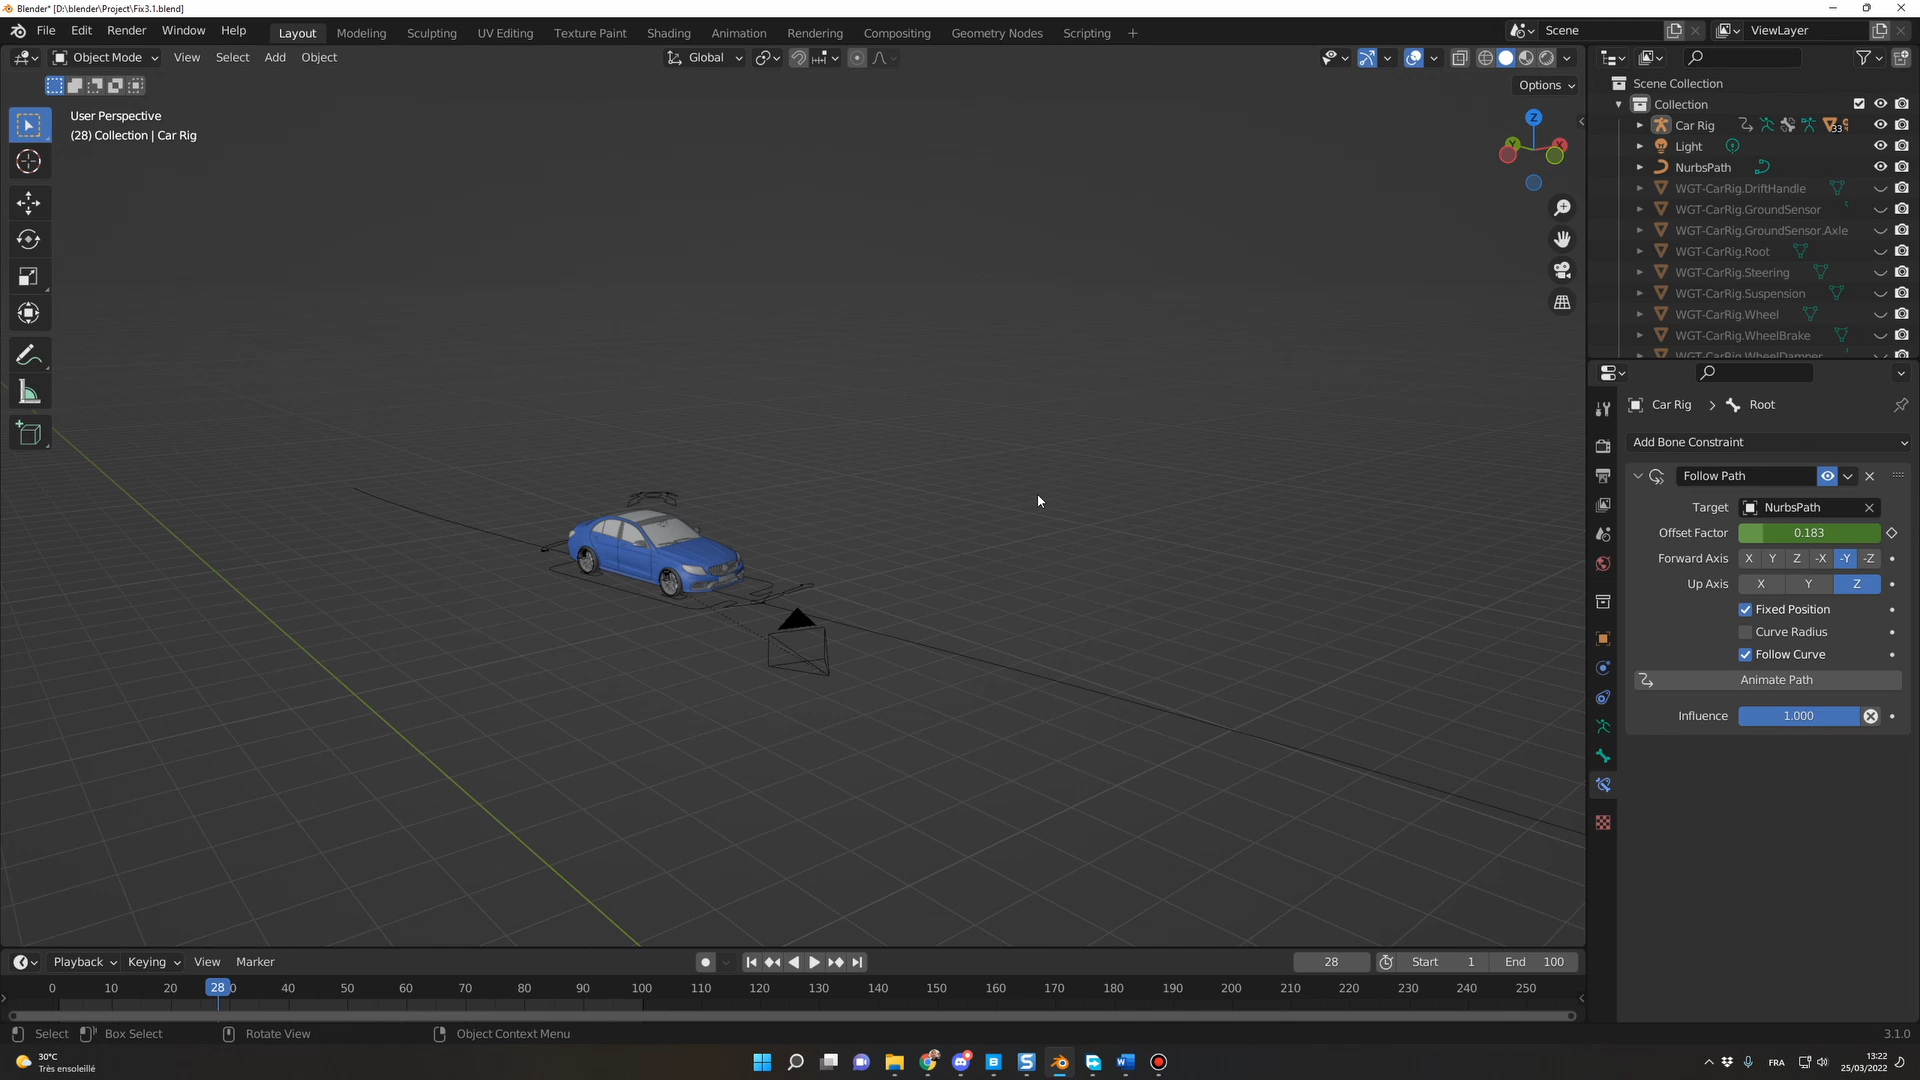 Blender* [D:\blender\Project\Fix3.1.blend]
File Edit Render Window Help
Layout Modeling Sculpting UV Editing Texture Paint Shading Animation Rendering Compositing Geometry Nodes Scripting +
Scene
ViewLayer
Object Mode View Select Add Object
Global
Options
User Perspective
(28) Collection | Car Rig
Z
Y
X
Scene Collection
Collection
Car Rig 33
Light
NurbsPath
WGT-CarRig.DriftHandle
WGT-CarRig.GroundSensor
WGT-CarRig.GroundSensor.Axle
WGT-CarRig.Root
WGT-CarRig.Steering
WGT-CarRig.Suspension
WGT-CarRig.Wheel
WGT-CarRig.WheelBrake
WGT-CarRig.WheelDamper
Car Rig > Root
Add Bone Constraint
Follow Path
Target NurbsPath
Offset Factor 0.183
Forward Axis X Y Z -X -Y -Z
Up Axis X Y Z
Fixed Position
Curve Radius
Follow Curve
Animate Path
Influence 1.000
Playback Keying View Marker
28 Start 1 End 100
0 10 20 28 0 40 50 60 70 80 90 100 110 120 130 140 150 160 170 180 190 200 210 220 230 240 250
Select Box Select Rotate View Object Context Menu 3.1.0
30°C
Très ensoleillé
FRA
13:22
25/03/2022